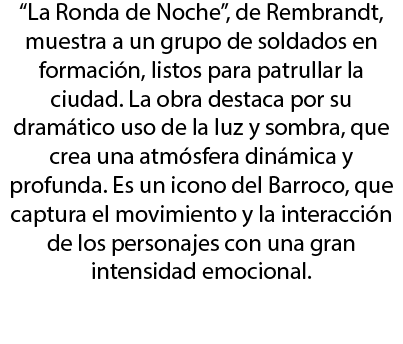 “La Ronda de Noche”, de Rembrandt,
muestra a un grupo de soldados en
formación, listos para patrullar la
ciudad. La obra destaca por su
dramático uso de la luz y sombra, que
crea una atmósfera dinámica y
profunda. Es un icono del Barroco, que
captura el movimiento y la interacción
de los personajes con una gran
intensidad emocional.